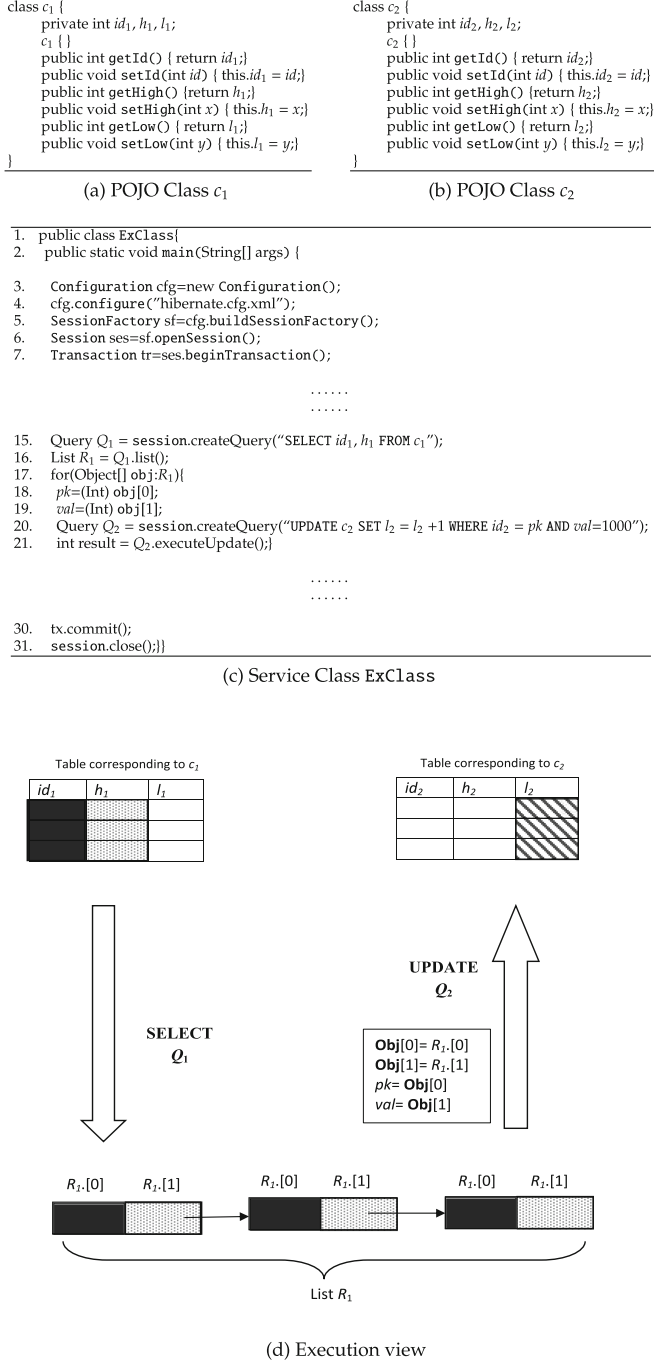 class c1 {
private int id1, h1, l1;
c1 { }
public int getId() { return id1;}
public void setId(int id) { this.id1 = id;}
public int getHigh() {return h1;}
public void setHigh(int x) { this.h1 = x;}
public int getLow() { return l1;}
public void setLow(int y) { this.l1 = y;}
}
(a) POJO Class c1
class c2 {
private int id2, h2, l2;
c2 { }
public int getId() { return id2;}
public void setId(int id) { this.id2 = id;}
public int getHigh() {return h2;}
public void setHigh(int x) { this.h2 = x;}
public int getLow() { return l2;}
public void setLow(int y) { this.l2 = y;}
}
(b) POJO Class c2
1. public class ExClass{
2. public static void main(String[] args) {
3. Configuration cfg=new Configuration();
4. cfg.configure(”hibernate.cfg.xml”);
5. SessionFactory sf=cfg.buildSessionFactory();
6. Session ses=sf.openSession();
7. Transaction tr=ses.beginTransaction();
......
......
15. Query Q1 = session.createQuery(“SELECT id1, h1 FROM c1”);
16. List R1 = Q1.list();
17. for(Object[] obj:R1){
18. pk=(Int) obj[0];
19. val=(Int) obj[1];
20. Query Q2 = session.createQuery(“UPDATE c2 SET l2 = l2 +1 WHERE id2 = pk AND val=1000”);
21. int result = Q2.executeUpdate();}
......
......
30. tx.commit();
31. session.close();}}
(c) Service Class ExClass
Table corresponding to c1
id1 h1 l1
Table corresponding to c2
id2 h2 l2
SELECT
Q1
UPDATE
Q2
Obj[0]= R1.[0]
Obj[1]= R1.[1]
pk= Obj[0]
val= Obj[1]
R1.[0] R1.[1] R1.[0] R1.[1] R1.[0] R1.[1]
List R1
(d) Execution view